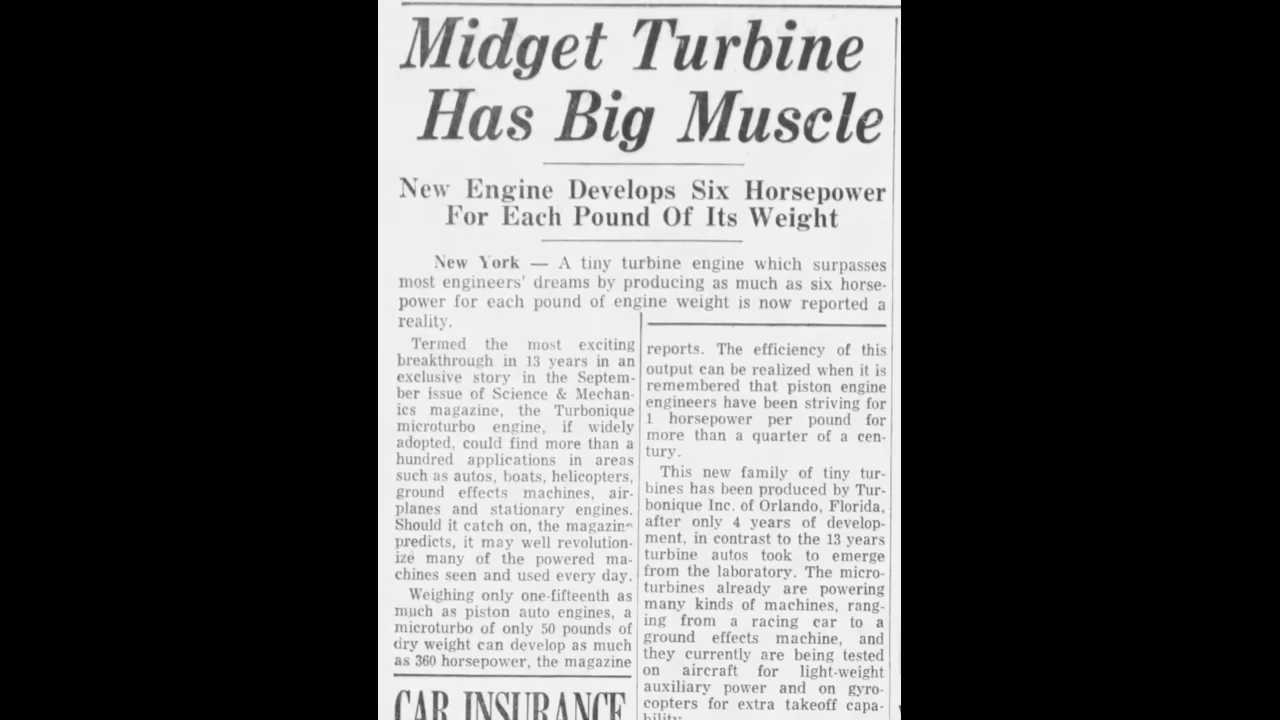 Midget Turbine
Has Big Muscle
New Engine Develops Six Horsepower
For Each Pound Of Its Weight
New York — A tiny turbine engine which surpasses
most engineers' dreams by producing as much as six horse-
power for each pound of engine weight is now reported a
reality.
Termed the most exciting
breakthrough in 13 years in an
exclusive story in the Septem-
ber issue of Science & Mechan-
ics magazine, the Turbonique
microturbo engine, if widely
adopted, could find more than a
hundred applications in areas
such as autos, boats, helicopters,
ground effects machines, air-
planes and stationary engines.
Should it catch on, the magazine
predicts, it may well revolution-
ize many of the powered ma-
chines seen and used every day.
Weighing only one-fifteenth as
much as piston auto engines, a
microturbo of only 50 pounds of
dry weight can develop as much
as 360 horsepower, the magazine
CAR INSURANCE
reports. The efficiency of this
output can be realized when it is
remembered that piston engine
engineers have been striving for
1 horsepower per pound for
more than a quarter of a cen-
tury.
This new family of tiny tur-
bines has been produced by Tur-
bonique Inc. of Orlando, Florida,
after only 4 years of develop-
ment, in contrast to the 13 years
turbine autos took to emerge
from the laboratory. The micro-
turbines already are powering
many kinds of machines, rang-
ing from a racing car to a
ground effects machine, and
they currently are being tested
on aircraft for light-weight
auxiliary power and on gyro-
copters for extra takeoff capa-
bility.